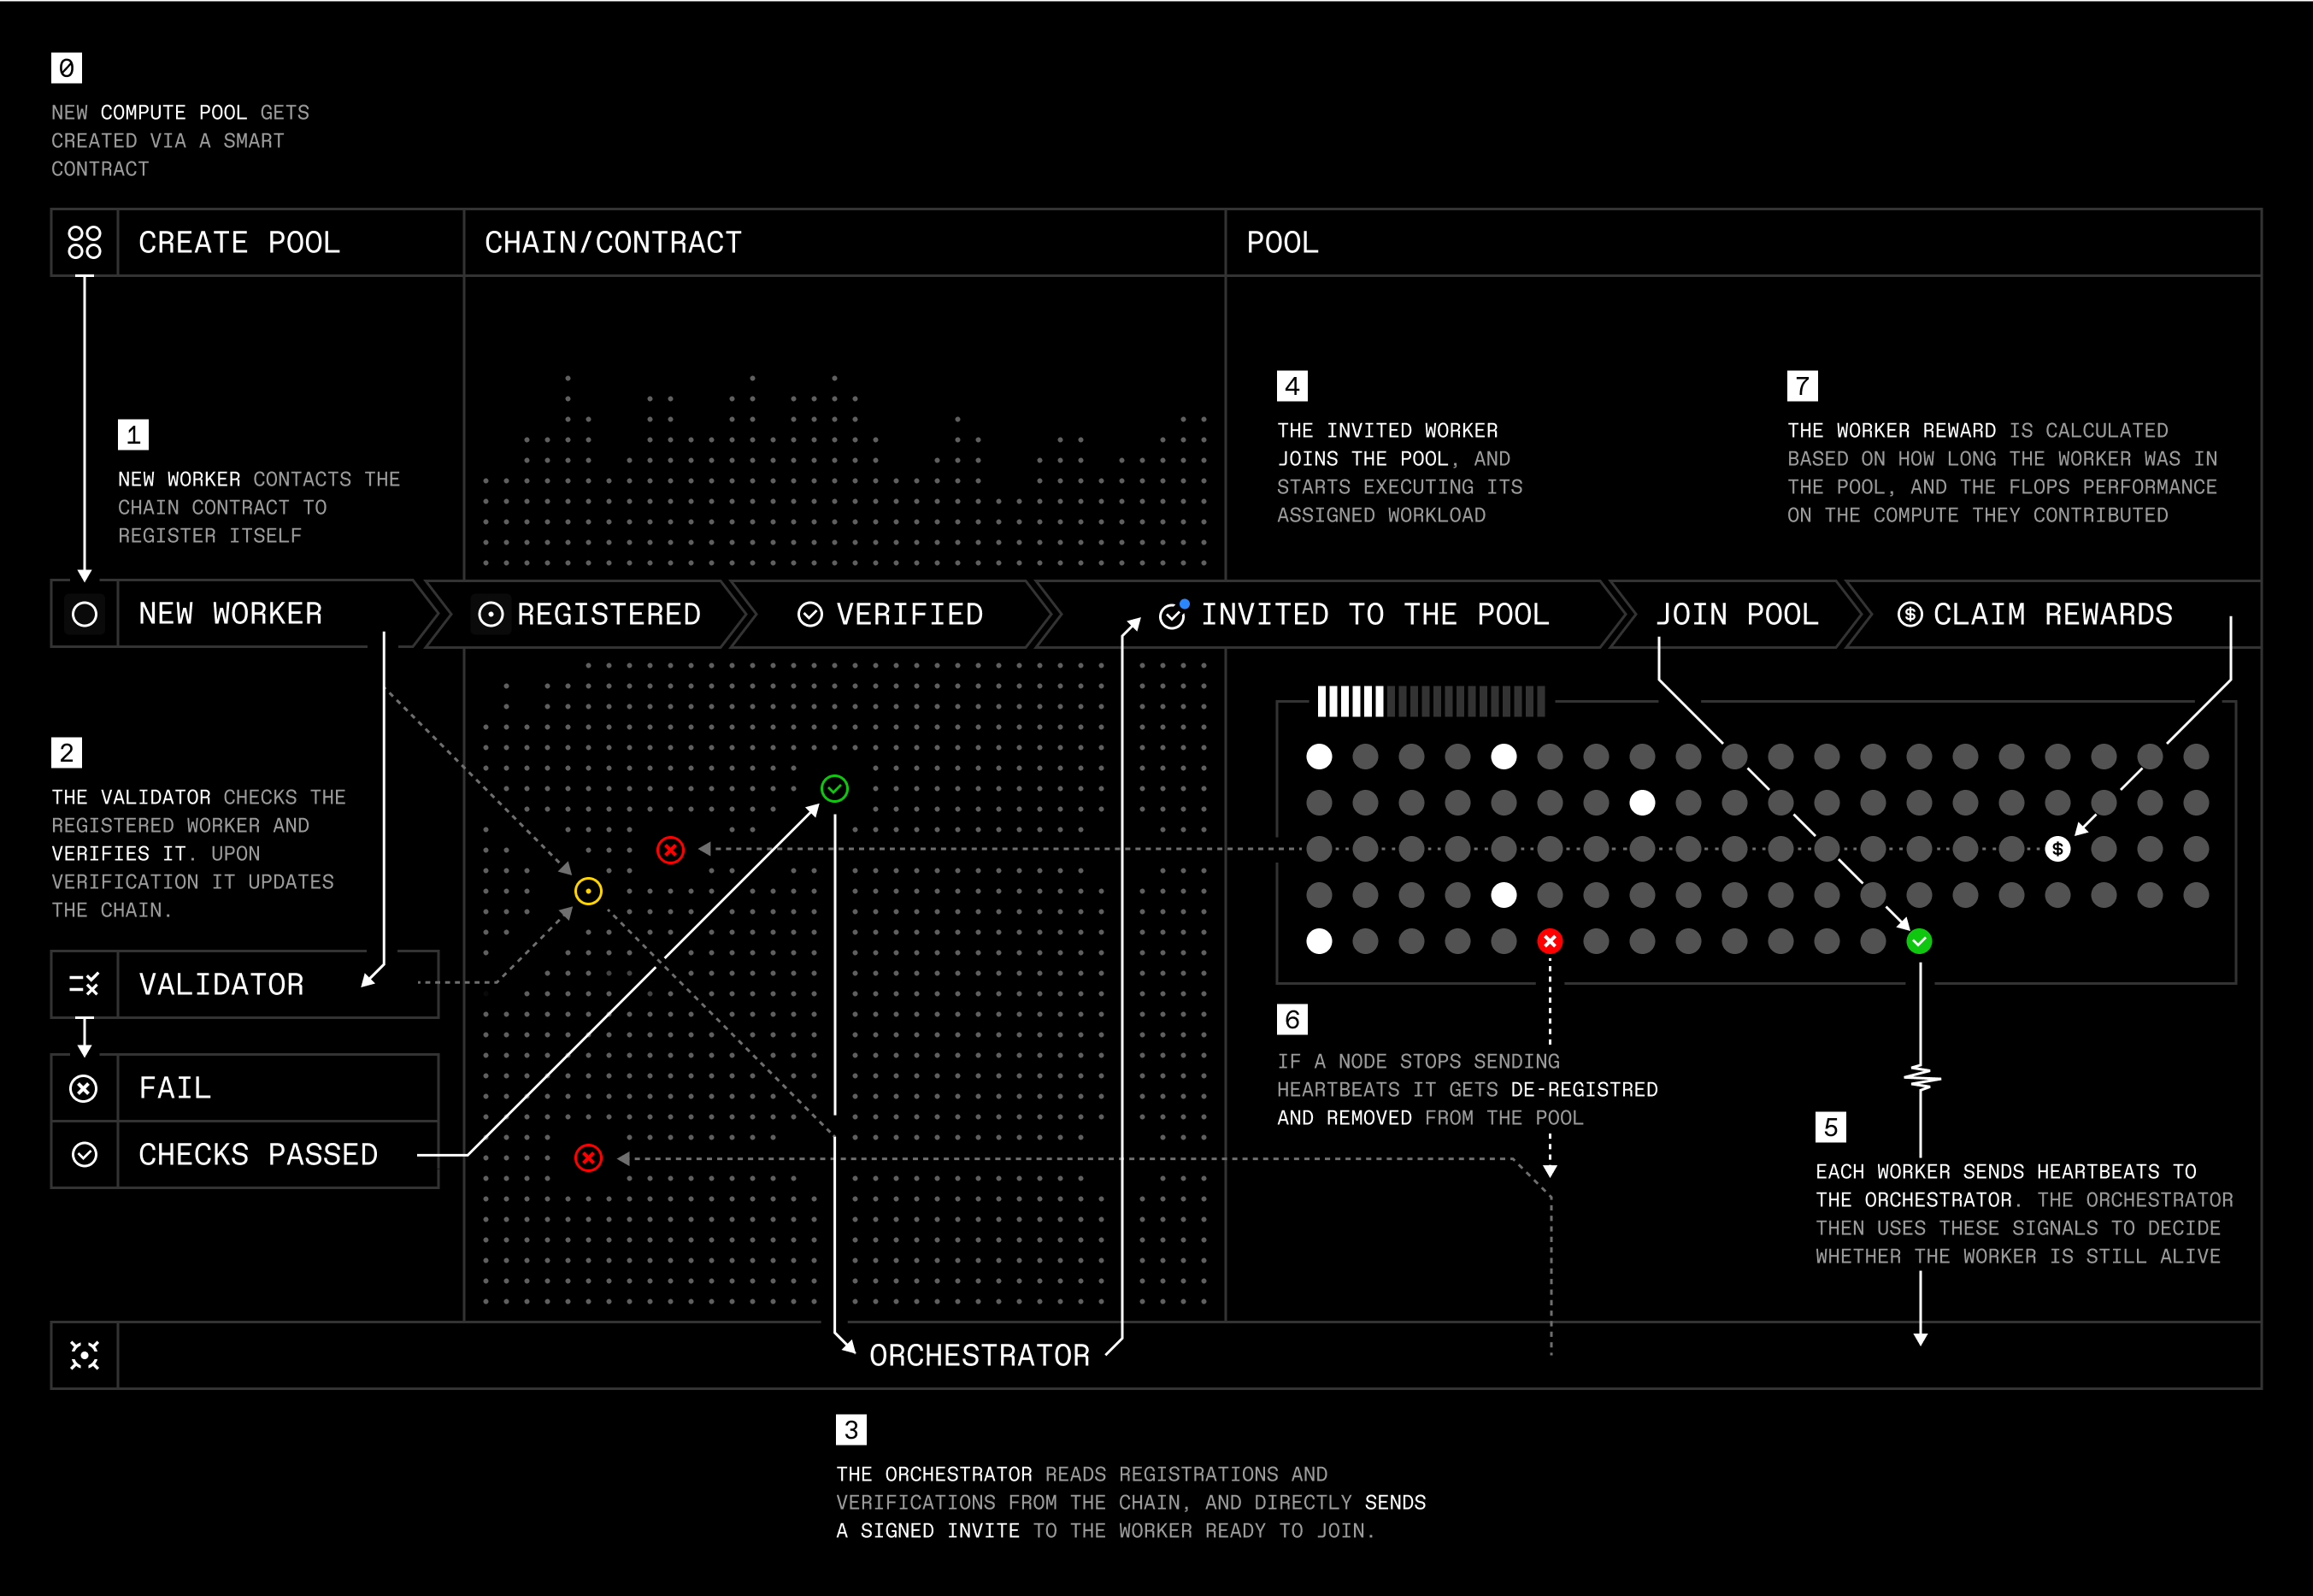 0
NEW COMPUTE POOL GETS
CREATED VIA A SMART
CONTRACT
CREATE POOL
CHAIN/CONTRACT
POOL
1
NEW WORKER CONTACTS THE
CHAIN CONTRACT TO
REGISTER ITSELF
4
THE INVITED WORKER
JOINS THE POOL, AND
STARTS EXECUTING ITS
ASSIGNED WORKLOAD
7
THE WORKER REWARD IS CALCULATED
BASED ON HOW LONG THE WORKER WAS IN
THE POOL, AND THE FLOPS PERFORMANCE
ON THE COMPUTE THEY CONTRIBUTED
NEW WORKER
REGISTERED
VERIFIED
INVITED TO THE POOL
JOIN POOL
$ CLAIM REWARDS
2
THE VALIDATOR CHECKS THE
REGISTERED WORKER AND
VERIFIES IT. UPON
VERIFICATION IT UPDATES
THE CHAIN.
$
VALIDATOR
FAIL
CHECKS PASSED
6
IF A NODE STOPS SENDING
HEARTBEATS IT GETS DE-REGISTRED
AND REMOVED FROM THE POOL
5
EACH WORKER SENDS HEARTBEATS TO
THE ORCHESTRATOR. THE ORCHESTRATOR
THEN USES THESE SIGNALS TO DECIDE
WHETHER THE WORKER IS STILL ALIVE
ORCHESTRATOR
3
THE ORCHESTRATOR READS REGISTRATIONS AND
VERIFICATIONS FROM THE CHAIN, AND DIRECTLY SENDS
A SIGNED INVITE TO THE WORKER READY TO JOIN.